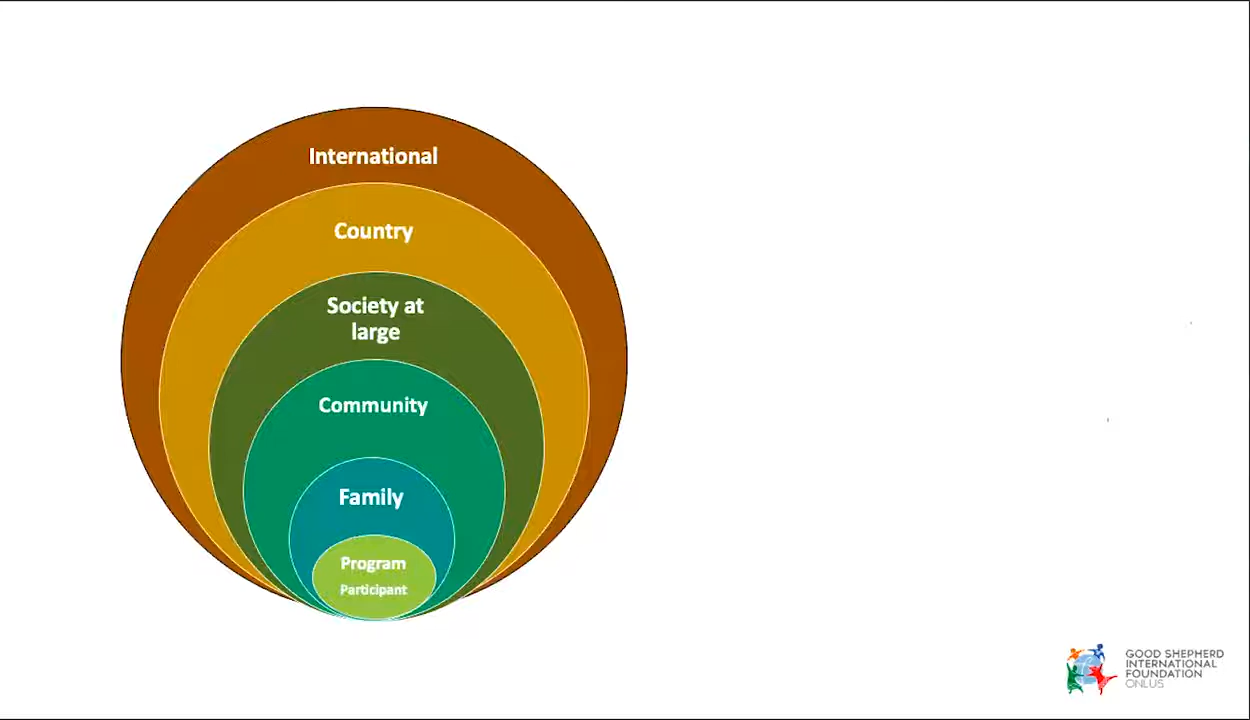 International
Country
Society at
large
Community
Family
Program
Participant
GOOD SHEPHERD
INTERNATIONAL
FOUNDATION
ONLUS